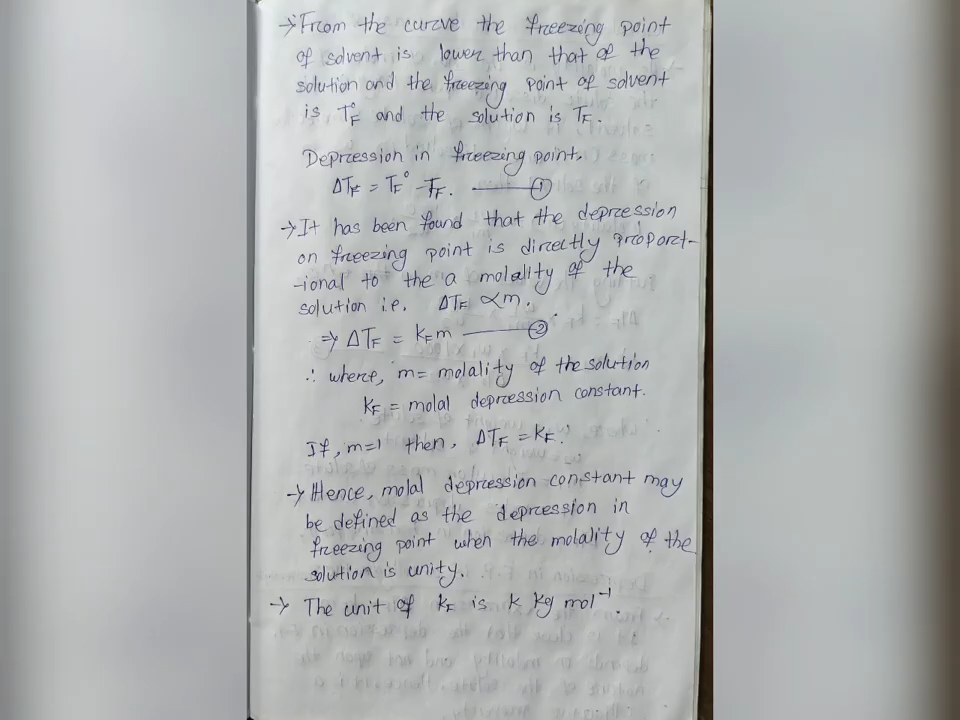 → From the curve the freezing point
of solvent is lower than that of the
solution and the freezing point of solvent
is T°F and the solution is TF.
Depression in freezing point,
ΔTF = TF° - TF. ——— ①
→ It has been found that the depression
on freezing point is directly proport-
-ional to the a molality of the
solution i.e. ΔTF ∝ m.
⇒ ΔTF = kFm ——— ②
∴ where, m = molality of the solution
kF = molal depression constant.
If, m=1 then, ΔTF = kF.
→ Hence, molal depression constant may
be defined as the depression in
freezing point when the molality of the
solution is unity.
→ The unit of kF is k kg mol⁻¹.